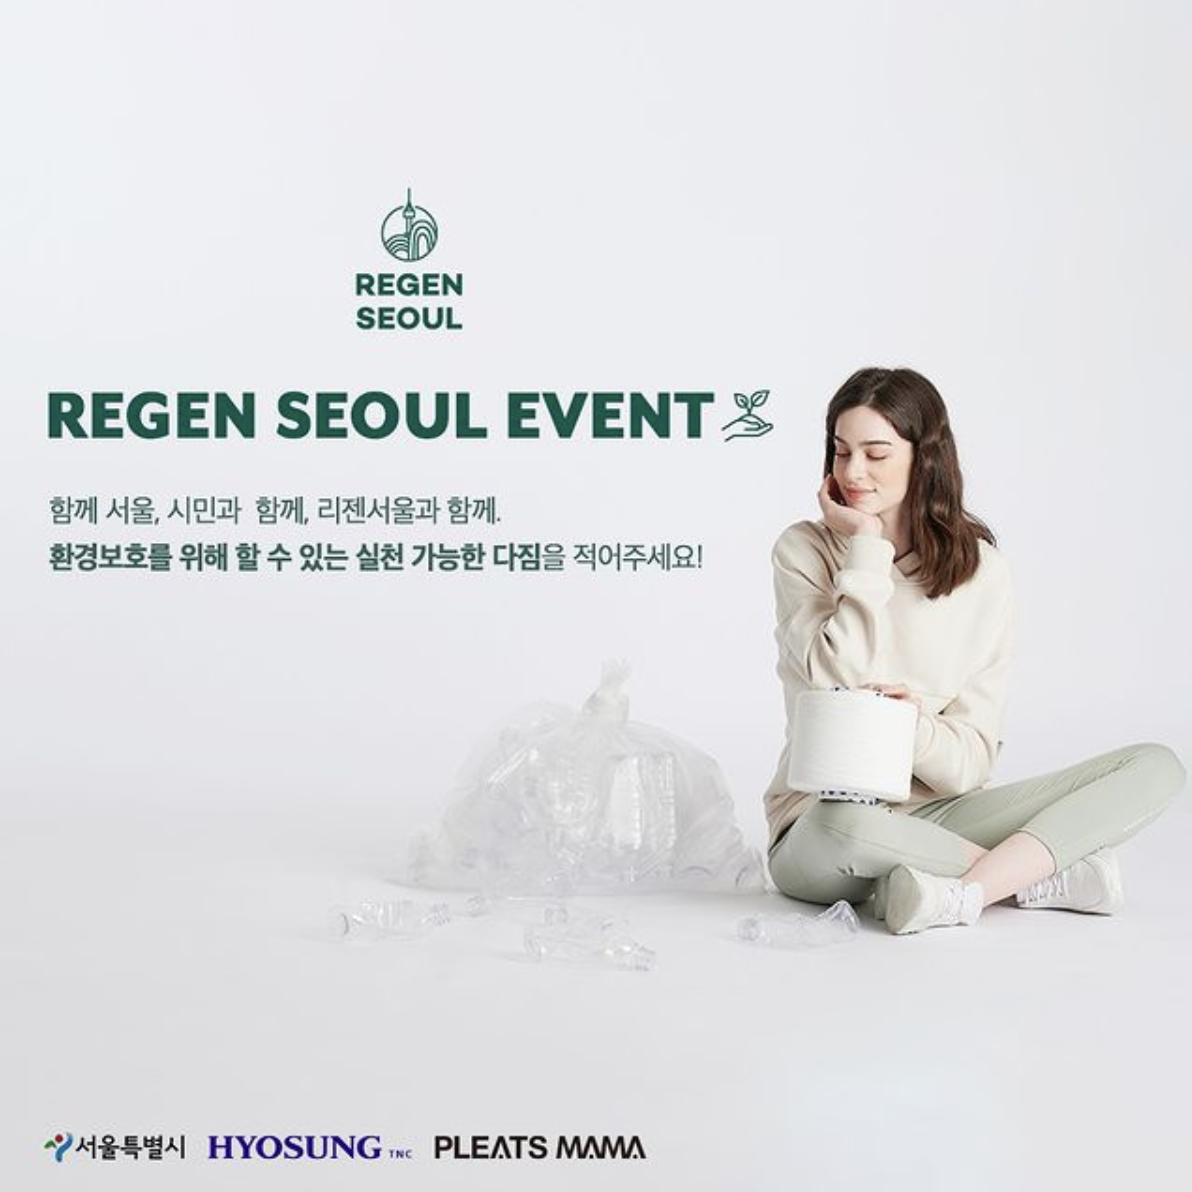 REGEN
SEOUL
REGEN SEOUL EVENT
함께 서울, 시민과 함께, 리젠서울과 함께.
환경보호를 위해 할 수 있는 실천 가능한 다짐을 적어주세요!
서울특별시 HYOSUNG TNC PLEATS MAMA